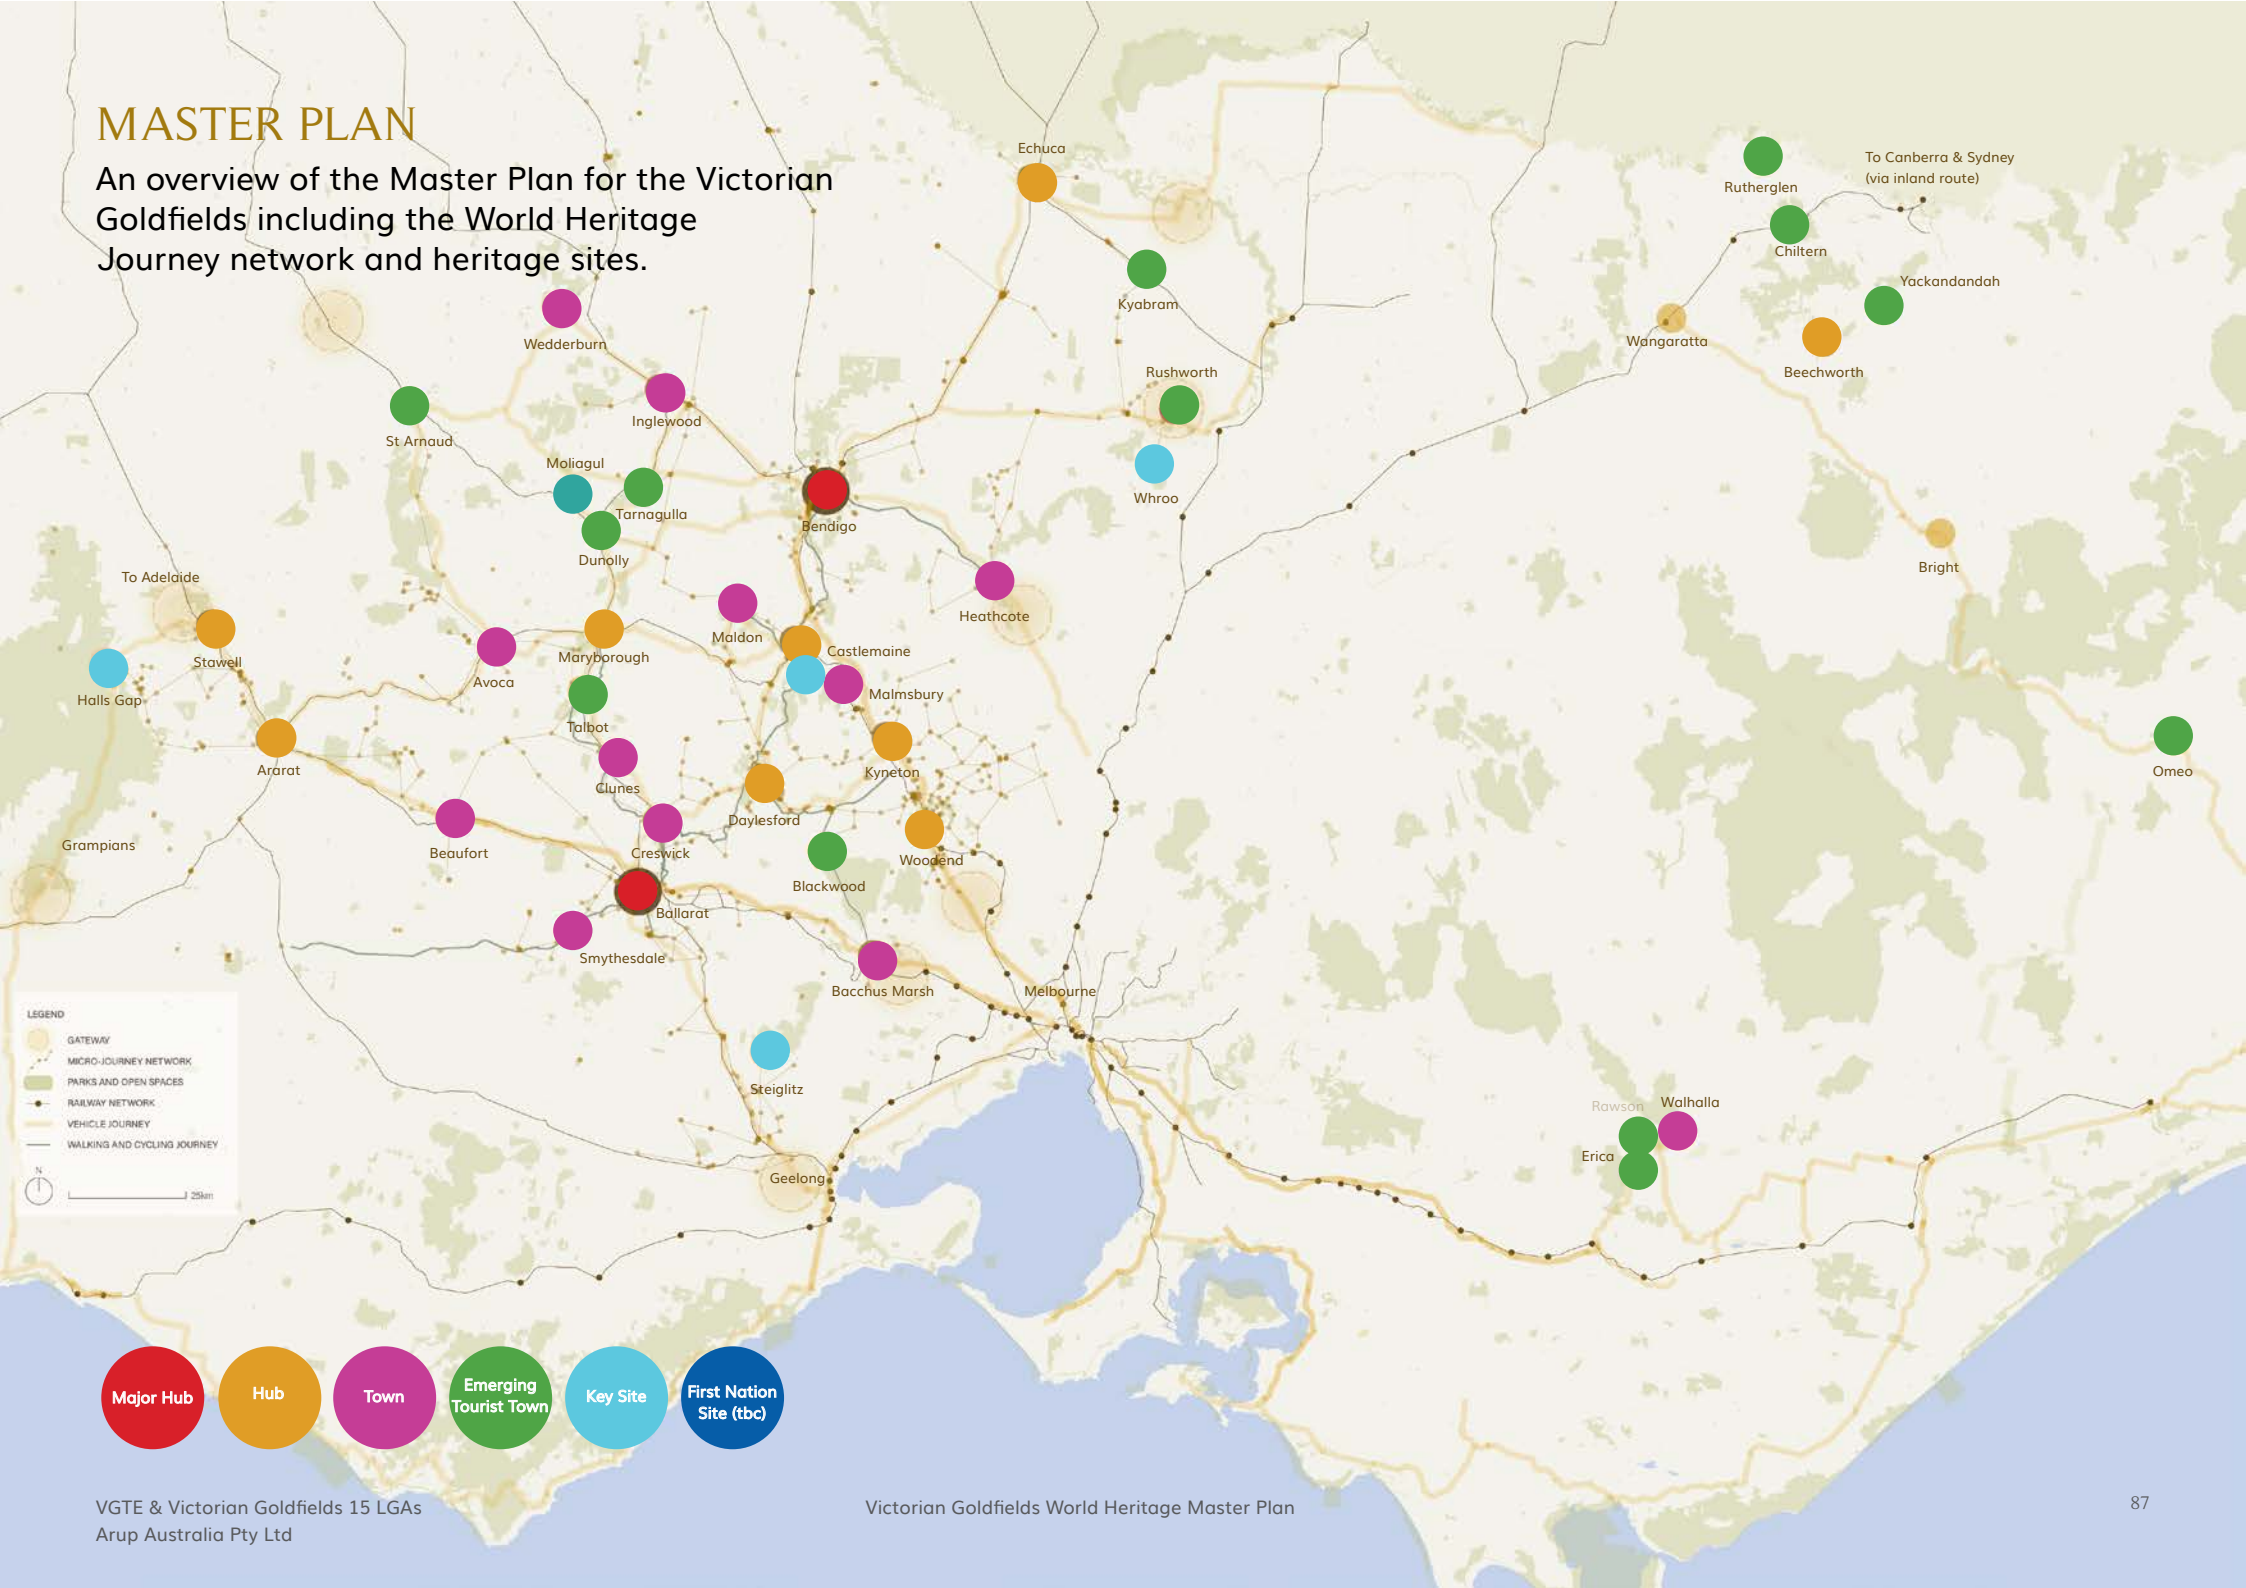 MASTER PLAN
An overview of the Master Plan for the Victorian
Goldfields including the World Heritage
Journey network and heritage sites.
Echuca
Rutherglen
To Canberra & Sydney
(via inland route)
Chiltern
Yackandandah
Kyabram
Wangaratta
Beechworth
Wedderburn
Inglewood
Rushworth
St Arnaud
Moliagul
Tarnagulla
Bendigo
Whroo
Dunolly
Bright
To Adelaide
Stawell
Halls Gap
Heathcote
Maldon
Maryborough
Castlemaine
Avoca
Malmsbury
Talbot
Ararat
Kyneton
Omeo
Clunes
Daylesford
Grampians
Beaufort
Creswick
Woodend
Blackwood
Ballarat
Smythesdale
Bacchus Marsh
Melbourne
Steiglitz
Rawson
Walhalla
Erica
Geelong
LEGEND
GATEWAY
MICRO-JOURNEY NETWORK
PARKS AND OPEN SPACES
RAILWAY NETWORK
VEHICLE JOURNEY
WALKING AND CYCLING JOURNEY
N
25km
Major Hub
Hub
Town
Emerging
Tourist Town
Key Site
First Nation
Site (tbc)
VGTE & Victorian Goldfields 15 LGAs
Arup Australia Pty Ltd
Victorian Goldfields World Heritage Master Plan
87